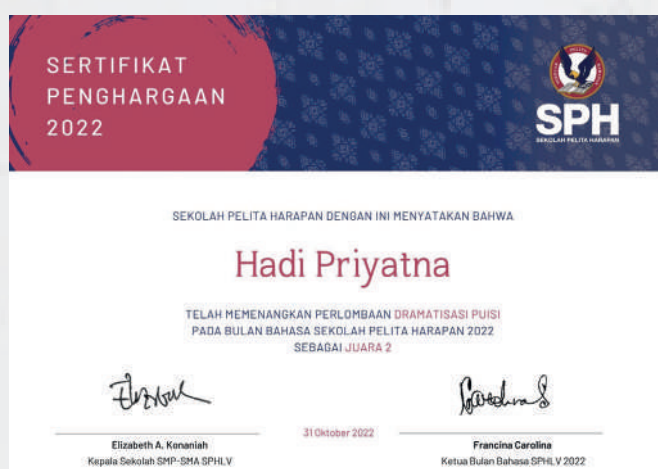 SERTIFIKAT
PENGHARGAAN
2022
SPH
SEKOLAH PELITA HARAPAN
SEKOLAH PELITA HARAPAN DENGAN INI MENYATAKAN BAHWA
Hadi Priyatna
TELAH MEMENANGKAN PERLOMBAAN DRAMATISASI PUISI
PADA BULAN BAHASA SEKOLAH PELITA HARAPAN 2022
SEBAGAI JUARA 2
31 Oktober 2022
Elizabeth A. Konaniah
Kepala Sekolah SMP-SMA SPHLV
Francina Carolina
Ketua Bulan Bahasa SPHLV 2022